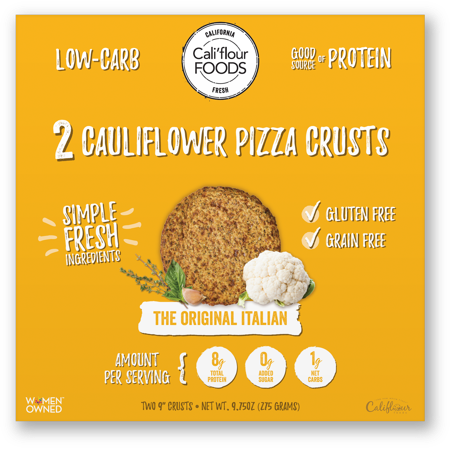 LOW-CARB
CALIFORNIA
Cali'flour
FOODS
FRESH
GOOD SOURCE OF PROTEIN
2 CAULIFLOWER PIZZA CRUSTS
SIMPLE
FRESH
INGREDIENTS
GLUTEN FREE
GRAIN FREE
THE ORIGINAL ITALIAN
AMOUNT
PER SERVING
8g
TOTAL
PROTEIN
0g
ADDED
SUGAR
1g
NET
CARBS
WOMEN
OWNED
TWO 9" CRUSTS • NET WT. 9.75OZ (275 GRAMS)
Califlour